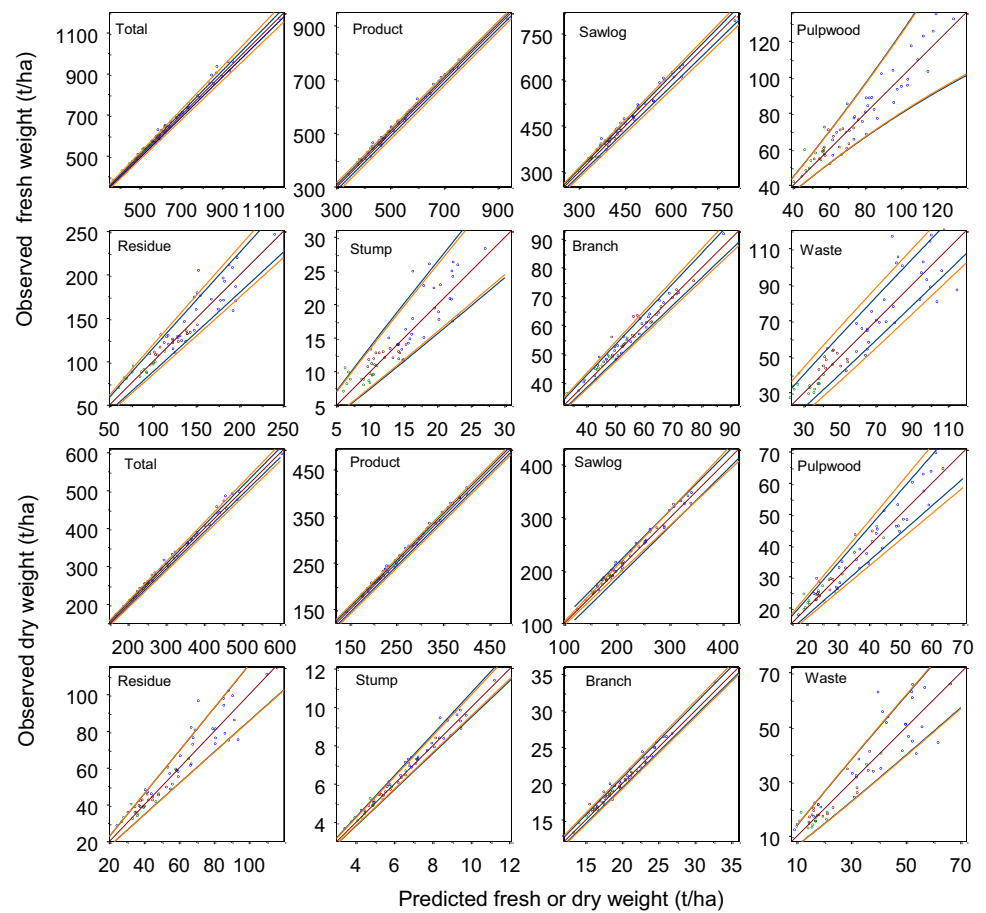 Observed fresh weight (t/ha)
Total
1100
900
700
500
500 700 900 1100
Product
900
700
500
300
300 500 700 900
Sawlog
750
600
450
300
300 450 600 750
Pulpwood
120
100
80
60
40
40 60 80 100 120
Residue
250
200
150
100
50
50 100 150 200 250
Stump
30
25
20
15
10
5
5 10 15 20 25 30
Branch
90
80
70
60
50
40
40 50 60 70 80 90
Waste
110
90
70
50
30
30 50 70 90 110
Observed dry weight (t/ha)
Total
600
500
400
300
200
200 300 400 500 600
Product
450
350
250
150
150 250 350 450
Sawlog
400
300
200
100
100 200 300 400
Pulpwood
70
60
50
40
30
20
20 30 40 50 60 70
Residue
100
80
60
40
20
20 40 60 80 100
Stump
12
10
8
6
4
4 6 8 10 12
Branch
35
30
25
20
15
15 20 25 30 35
Waste
70
50
30
10
10 30 50 70
Predicted fresh or dry weight (t/ha)